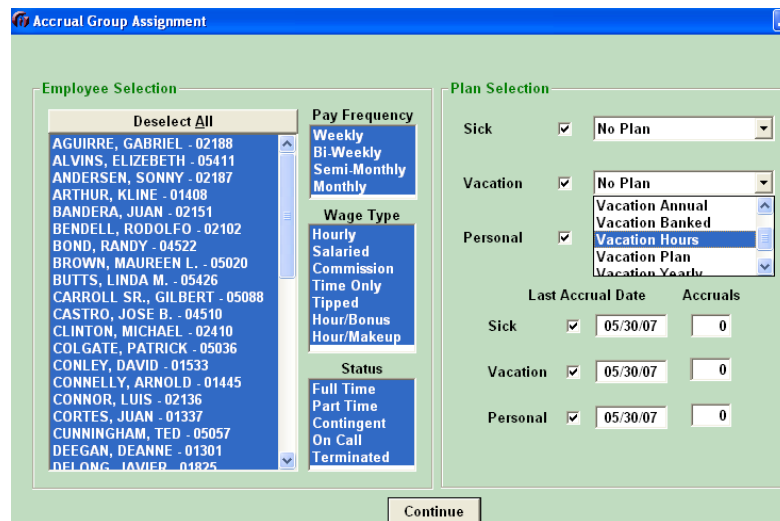 Accrual Group Assignment
Employee Selection
Deselect All
AGUIRRE, GABRIEL - 02188
ALVINS, ELIZEBETH - 05411
ANDERSEN, SONNY - 02187
ARTHUR, KLINE - 01408
BANDERA, JUAN - 02151
BENDELL, RODOLFO - 02102
BOND, RANDY - 04522
BROWN, MAUREEN L. - 05020
BUTTS, LINDA M. - 05426
CARROLL SR., GILBERT - 05088
CASTRO, JOSE B. - 04510
CLINTON, MICHAEL - 02410
COLGATE, PATRICK - 05036
CONLEY, DAVID - 01533
CONNELLY, ARNOLD - 01445
CONNOR, LUIS - 02136
CORTES, JUAN - 01337
CUNNINGHAM, TED - 05057
DEEGAN, DEANNE - 01301
DELONG, JAVIER - 01825
Pay Frequency
Weekly
Bi-Weekly
Semi-Monthly
Monthly
Wage Type
Hourly
Salaried
Commission
Time Only
Tipped
Hour/Bonus
Hour/Makeup
Status
Full Time
Part Time
Contingent
On Call
Terminated
Plan Selection
Sick No Plan
Vacation No Plan
Vacation Annual
Vacation Banked
Vacation Hours
Vacation Plan
Vacation Yearly
Personal
Last Accrual Date Accruals
Sick 05/30/07 0
Vacation 05/30/07 0
Personal 05/30/07 0
Continue